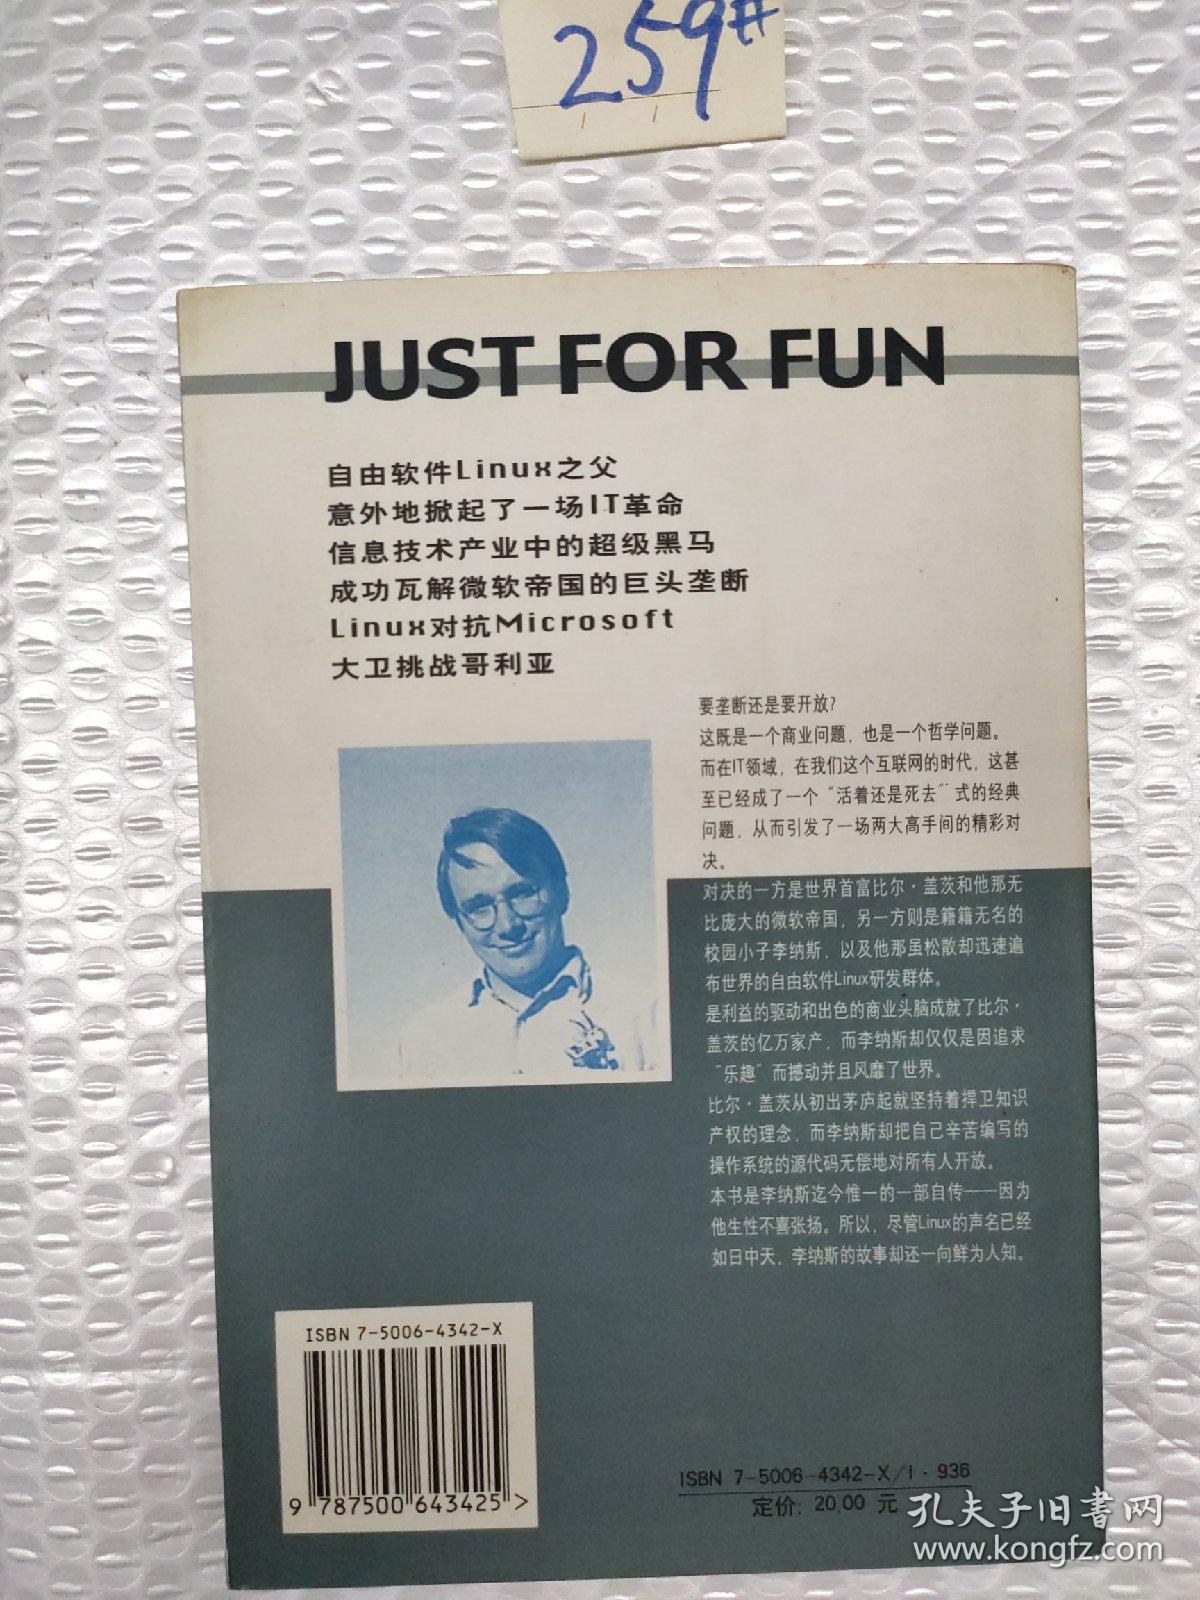 259#
JUST FOR FUN
自由软件Linux之父
意外地掀起了一场IT革命
信息技术产业中的超级黑马
成功瓦解微软帝国的巨头垄断
Linux对抗Microsoft
大卫挑战哥利亚
要垄断还是要开放?
这既是一个商业问题，也是一个哲学问题。
而在IT领域，在我们这个互联网的时代，这甚
至已经成了一个“活着还是死去”式的经典
问题，从而引发了一场两大高手间的精彩对
决。
对决的一方是世界首富比尔·盖茨和他那无
比庞大的微软帝国，另一方则是籍籍无名的
校园小子李纳斯，以及他那虽松散却迅速遍
布世界的自由软件Linux研发群体。
是利益的驱动和出色的商业头脑成就了比尔·
盖茨的亿万家产，而李纳斯却仅仅是因追求
“乐趣”而撼动并且风靡了世界。
比尔·盖茨从初出茅庐起就坚持着捍卫知识
产权的理念，而李纳斯却把自己辛苦编写的
操作系统的源代码无偿地对所有人开放。
本书是李纳斯迄今惟一的一部自传——因为
他生性不喜张扬。所以，尽管Linux的声名已经
如日中天，李纳斯的故事却还一向鲜为人知。
ISBN 7-5006-4342-X
9 787500 643425 >
ISBN 7-5006-4342-X/I·936
定价: 20.00 元
孔夫子旧書网
www.kongfz.com